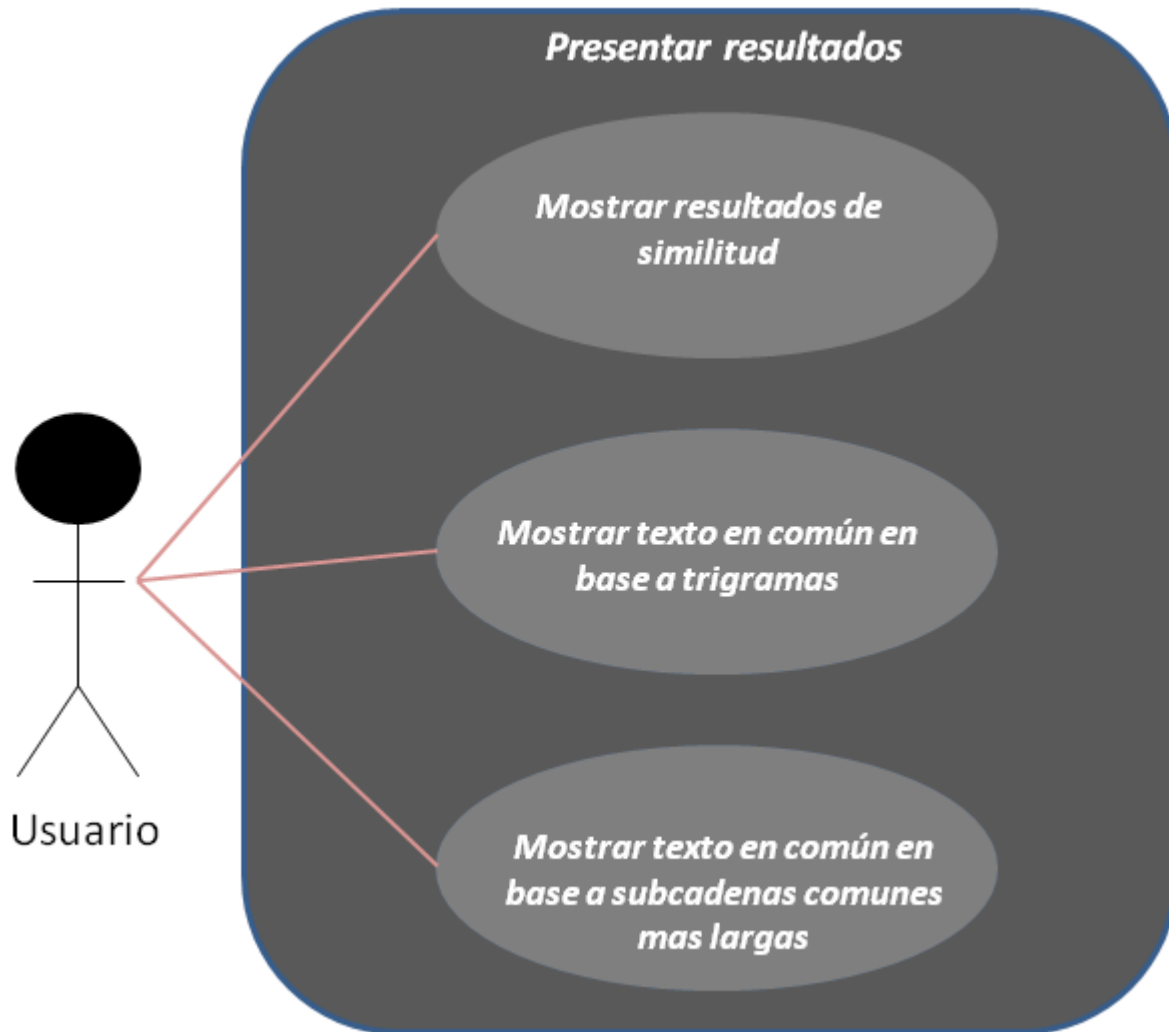 Presentar resultados
Mostrar resultados de
similitud
Mostrar texto en común en
base a trigramas
Usuario
Mostrar texto en común en
base a subcadenas comunes
mas largas